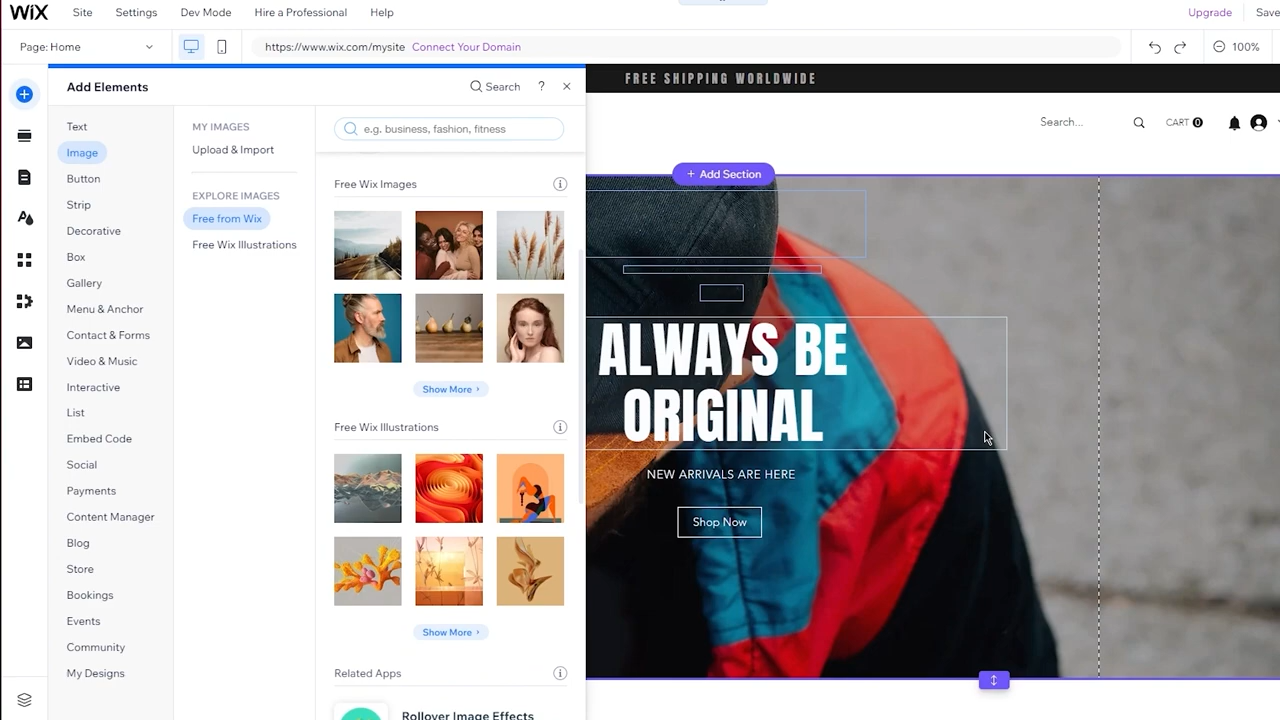 WiX Site Settings Dev Mode Hire a Professional Help Upgrade Save
Page: Home https://www.wix.com/mysite Connect Your Domain 100%
Add Elements Search ? ×
Text
Image
Button
Strip
Decorative
Box
Gallery
Menu & Anchor
Contact & Forms
Video & Music
Interactive
List
Embed Code
Social
Payments
Content Manager
Blog
Store
Bookings
Events
Community
My Designs
MY IMAGES
Upload & Import
EXPLORE IMAGES
Free from Wix
Free Wix Illustrations
e.g. business, fashion, fitness
Free Wix Images
Show More ›
Free Wix Illustrations
Show More ›
Related Apps
Rollover Image Effects
FREE SHIPPING WORLDWIDE
Search... CART 0
+ Add Section
ALWAYS BE
ORIGINAL
NEW ARRIVALS ARE HERE
Shop Now